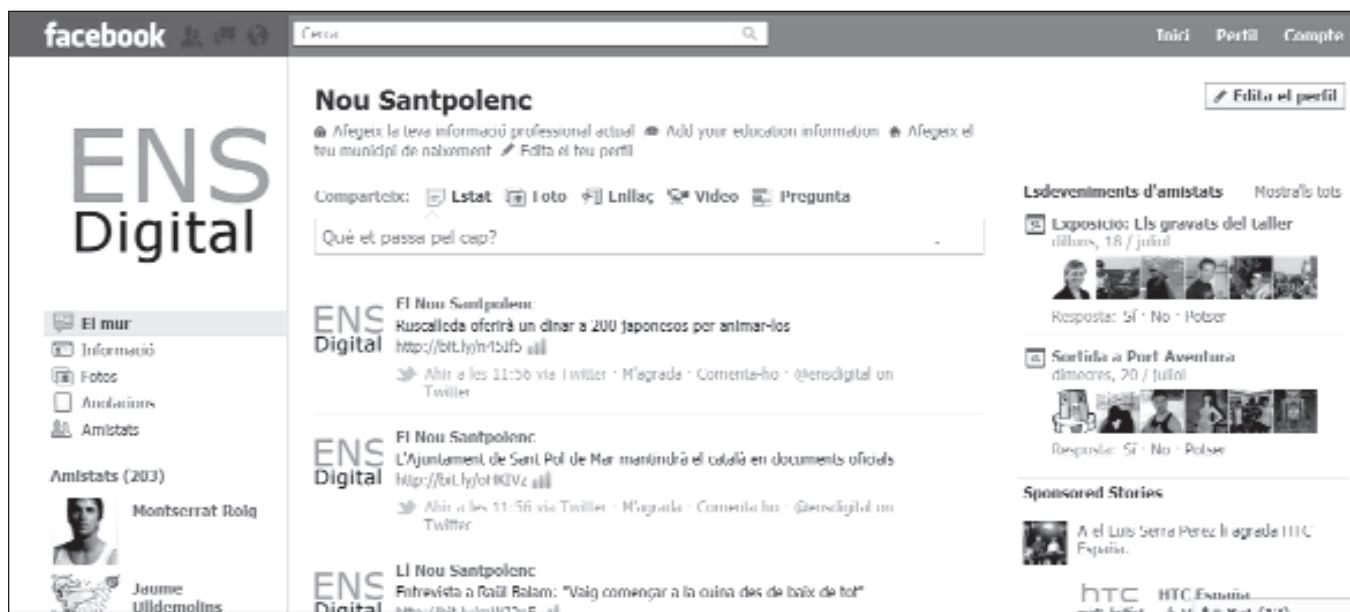 facebook
Cerca
Inici Perfil Compte
Nou Santpolenc
Edita el perfil
Afegeix la teva informació professional actual Add your education information Afegeix el
teu municipi de naixement Edita el teu perfil
Comparteix: Estat Foto Enllaç Vídeo Pregunta
Què et passa pel cap?
ENS
Digital
El mur
Informació
Fotos
Anotacions
Amistats
Amistats (203)
Montserrat Roig
Jaume
Ulldemolins
ENS
Digital
El Nou Santpolenc
Ruscalleda oferirà un dinar a 200 japonesos per animar-los
Ahir a les 11:56 via Twitter · M'agrada · Comenta-ho · @ensdigital on
Twitter
ENS
Digital
El Nou Santpolenc
L'Ajuntament de Sant Pol de Mar mantindrà el català en documents oficials
Ahir a les 11:56 via Twitter · M'agrada · Comenta-ho · @ensdigital on
Twitter
ENS
Digital
El Nou Santpolenc
Entrevista a Raül Balam: "Vaig començar a la cuina des de baix de tot"
Esdeveniments d'amistats Mostra'ls tots
Exposició: Els gravats del taller
dilluns, 18 / juliol
Resposta: Sí · No · Potser
Sortida a Port Aventura
dimecres, 20 / juliol
Resposta: Sí · No · Potser
Sponsored Stories
A el Luis Serra Perez li agrada HTC
España.
hTC HTC España